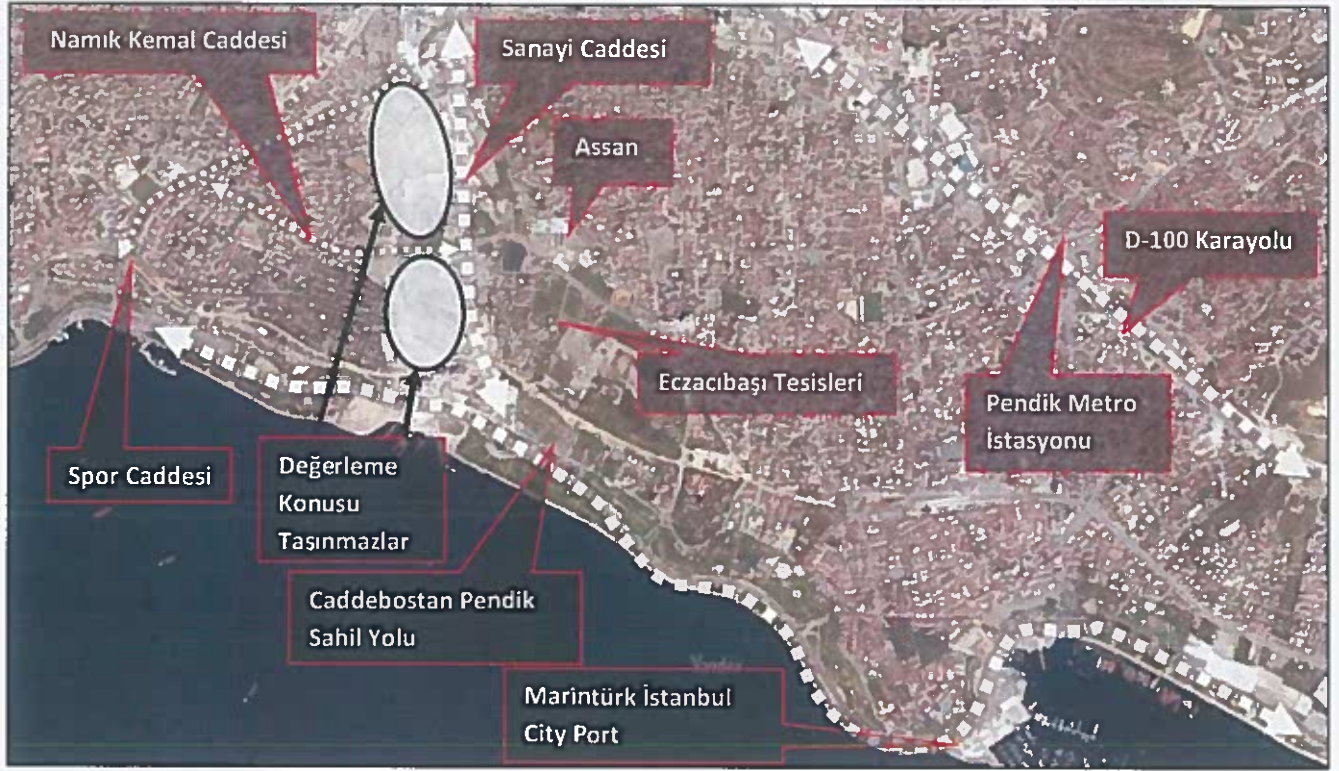 Namık Kemal Caddesi
Sanayi Caddesi
Assan
D-100 Karayolu
Eczacıbaşı Tesisleri
Pendik Metro
İstasyonu
Spor Caddesi
Değerleme
Konusu
Taşınmazlar
Caddebostan Pendik
Sahil Yolu
Marintürk İstanbul
City Port